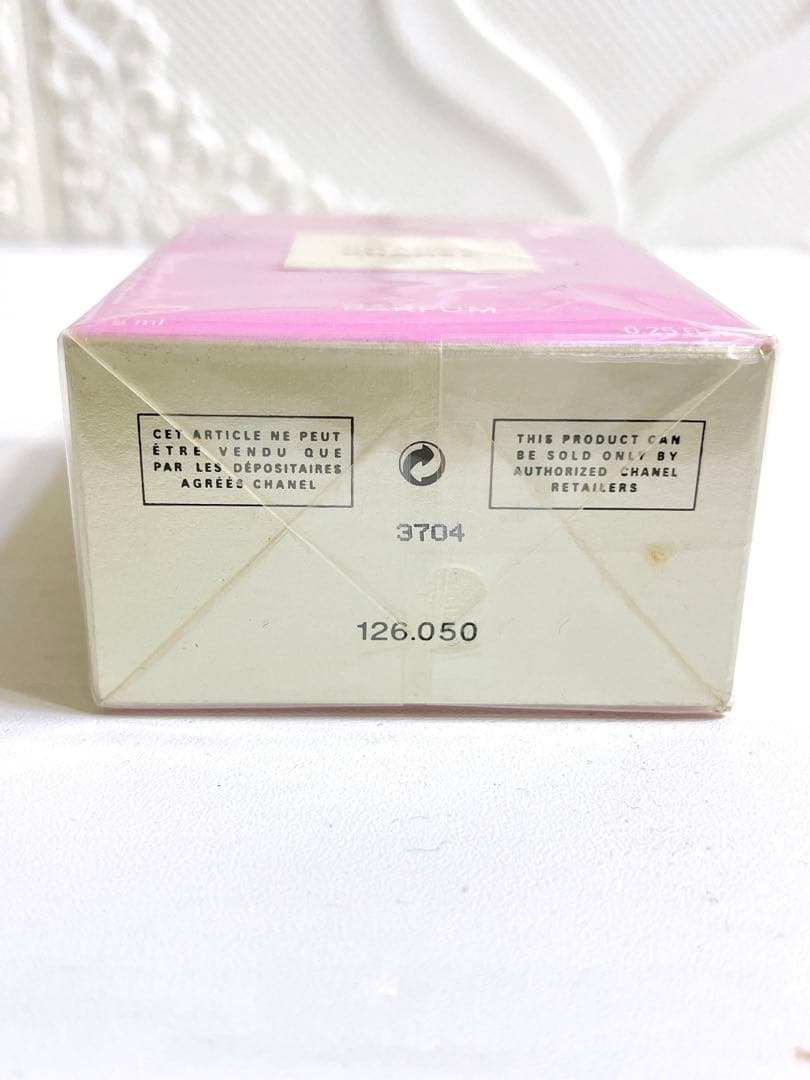 PARFUM
CET ARTICLE NE PEUT
ÊTRE VENDU QUE
PAR LES DÉPOSITAIRES
AGRÉÉS CHANEL
THIS PRODUCT CAN
BE SOLD ONLY BY
AUTHORIZED CHANEL
RETAILERS
3704
126.050